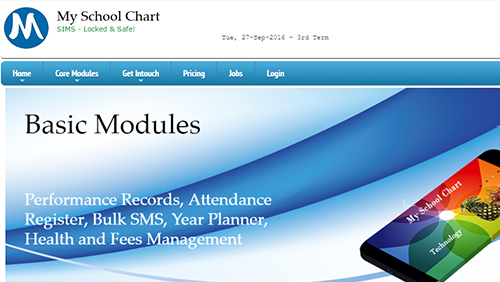 My School Chart
SIMS - Locked & Safe!
Tue, 27-Sep-2016 - 3rd Term
Home Core Modules Get Intouch Pricing Jobs Login
Basic Modules
Performance Records, Attendance
Register, Bulk SMS, Year Planner,
Health and Fees Management
My School Chart
Technology